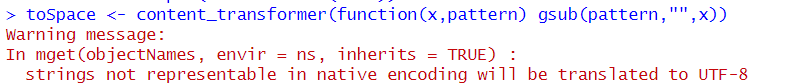 > toSpace <- content_transformer(function(x,pattern) gsub(pattern,"",x))
Warning message:
In mget(objectNames, envir = ns, inherits = TRUE) :
  strings not representable in native encoding will be translated to UTF-8